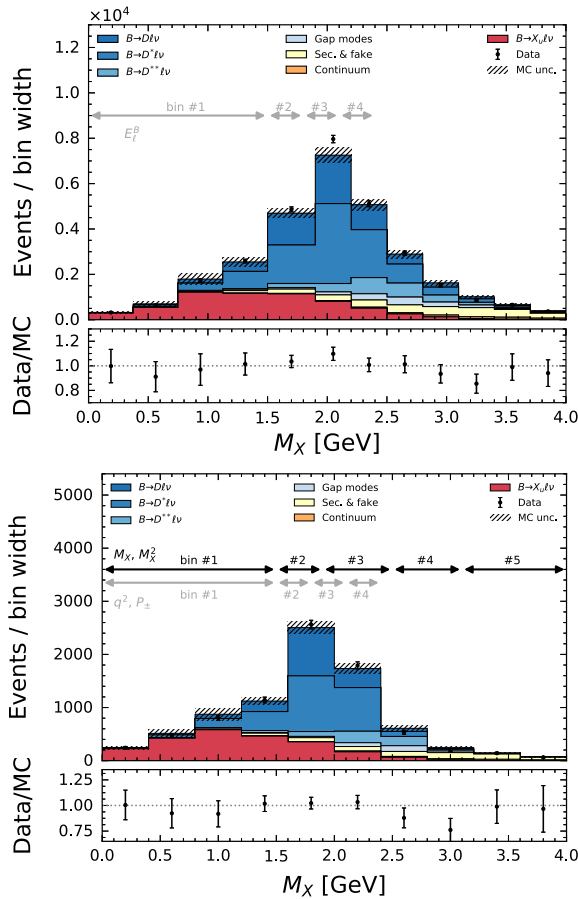 1e4
B→Dℓν
B→D*ℓν
B→D**ℓν
Gap modes
Sec. & fake
Continuum
B→X_uℓν
Data
MC unc.
bin #1 #2 #3 #4
E_ℓ^B
Events / bin width
1.2
1.0
0.8
0.6
0.4
0.2
0.0
Data/MC
1.2
1.0
0.8
0.0 0.5 1.0 1.5 2.0 2.5 3.0 3.5 4.0
M_X [GeV]
B→Dℓν
B→D*ℓν
B→D**ℓν
Gap modes
Sec. & fake
Continuum
B→X_uℓν
Data
MC unc.
M_X, M_X^2
bin #1 #2 #3 #4 #5
q², P_±
bin #1 #2 #3 #4
Events / bin width
5000
4000
3000
2000
1000
0
Data/MC
1.25
1.00
0.75
0.0 0.5 1.0 1.5 2.0 2.5 3.0 3.5 4.0
M_X [GeV]